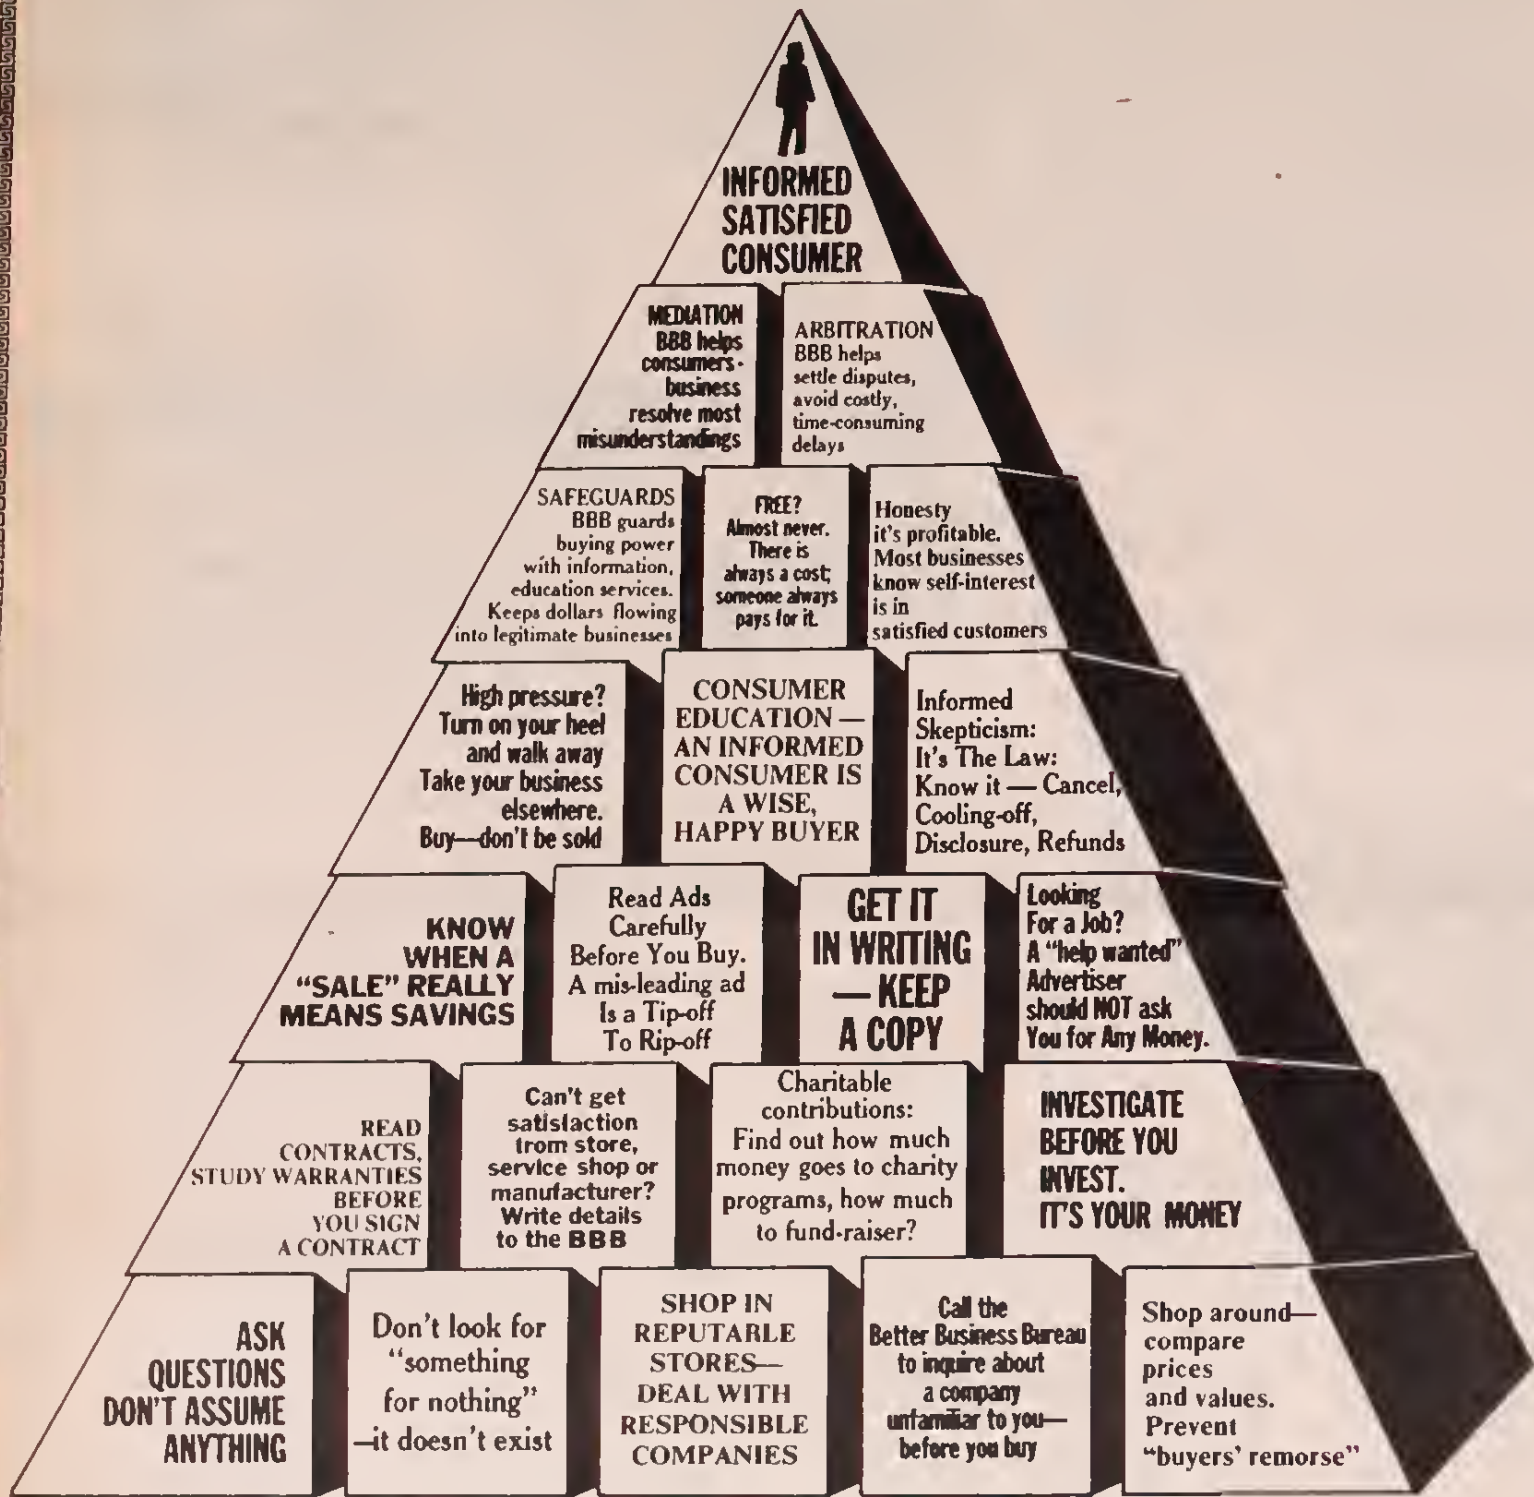 INFORMED
SATISFIED
CONSUMER
MEDIATION
BBB helps
consumers-
business
resolve most
misunderstandings
ARBITRATION
BBB helps
settle disputes,
avoid costly,
time-consuming
delays
SAFEGUARDS
BBB guards
buying power
with information,
education services.
Keeps dollars flowing
into legitimate businesses
FREE?
Almost never.
There is
always a cost;
someone always
pays for it.
Honesty
it's profitable.
Most businesses
know self-interest
is in
satisfied customers
High pressure?
Turn on your heel
and walk away
Take your business
elsewhere.
Buy—don't be sold
CONSUMER
EDUCATION —
AN INFORMED
CONSUMER IS
A WISE,
HAPPY BUYER
Informed
Skepticism:
It's The Law:
Know it — Cancel,
Cooling-off,
Disclosure, Refunds
KNOW
WHEN A
“SALE” REALLY
MEANS SAVINGS
Read Ads
Carefully
Before You Buy.
A mis-leading ad
Is a Tip-off
To Rip-off
GET IT
IN WRITING
— KEEP
A COPY
Looking
For a Job?
A “help wanted”
Advertiser
should NOT ask
You for Any Money.
READ
CONTRACTS,
STUDY WARRANTIES
BEFORE
YOU SIGN
A CONTRACT
Can't get
satisfaction
from store,
service shop or
manufacturer?
Write details
to the BBB
Charitable
contributions:
Find out how much
money goes to charity
programs, how much
to fund-raiser?
INVESTIGATE
BEFORE YOU
INVEST.
IT'S YOUR MONEY
ASK
QUESTIONS
DON'T ASSUME
ANYTHING
Don't look for
“something
for nothing”
—it doesn't exist
SHOP IN
REPUTABLE
STORES—
DEAL WITH
RESPONSIBLE
COMPANIES
Call the
Better Business Bureau
to inquire about
a company
unfamiliar to you—
before you buy
Shop around—
compare
prices
and values.
Prevent
“buyers' remorse”